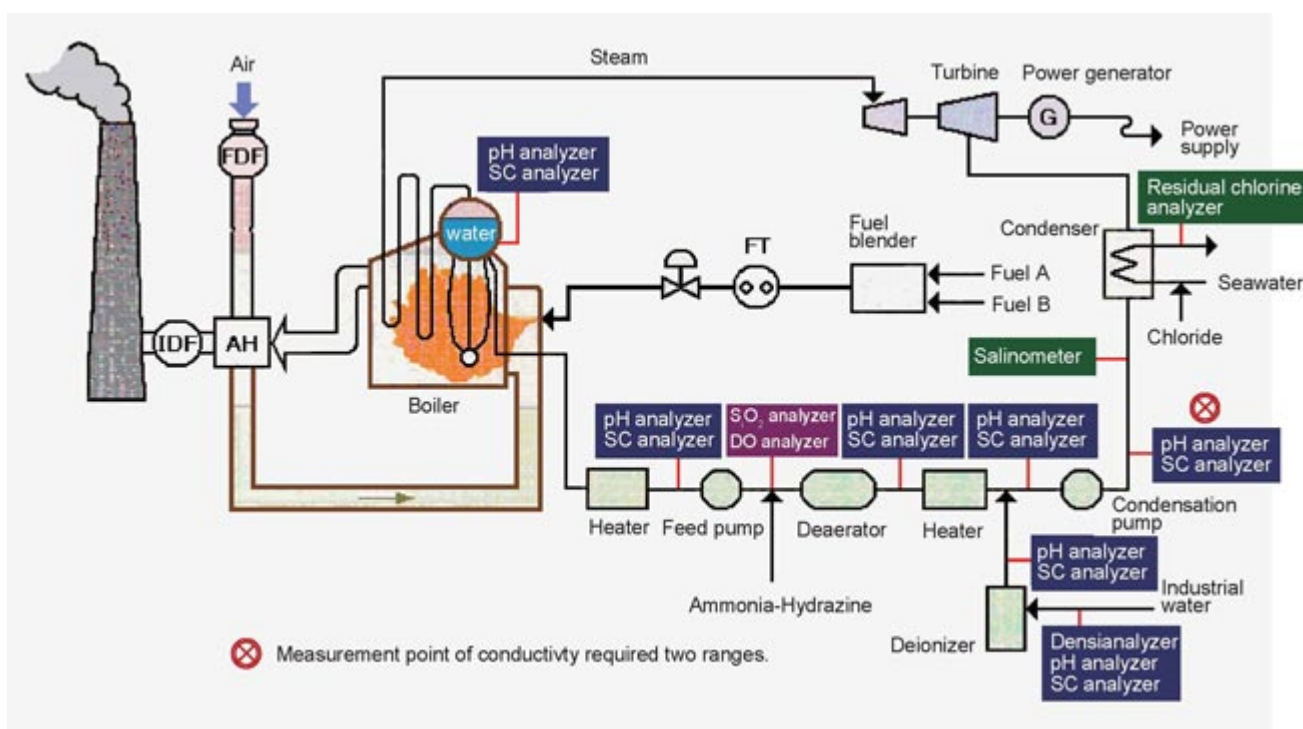 Air
FDF
Steam
Turbine
Power generator
G
Power
supply
pH analyzer
SC analyzer
water
Residual chlorine
analyzer
Fuel
blender
FT
Condenser
Fuel A
Fuel B
Seawater
Chloride
IDF
AH
Salinometer
Boiler
pH analyzer
SC analyzer
SiO2 analyzer
DO analyzer
pH analyzer
SC analyzer
pH analyzer
SC analyzer
pH analyzer
SC analyzer
Heater
Feed pump
Deaerator
Heater
Condensation
pump
pH analyzer
SC analyzer
Ammonia-Hydrazine
Industrial
water
Deionizer
Densianalyzer
pH analyzer
SC analyzer
Measurement point of conductivty required two ranges.